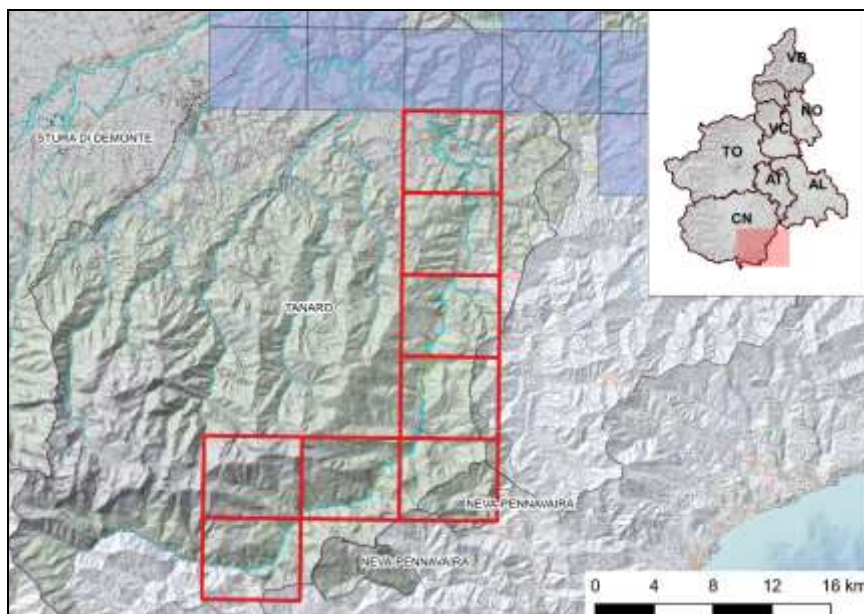 STURA DI DEMONTE
TANARO
NEVA-PENNAVAIRA
NEVA-PENNAVAIRA
VB
NO
VC
TO
AT
AL
CN
0 4 8 12 16 km